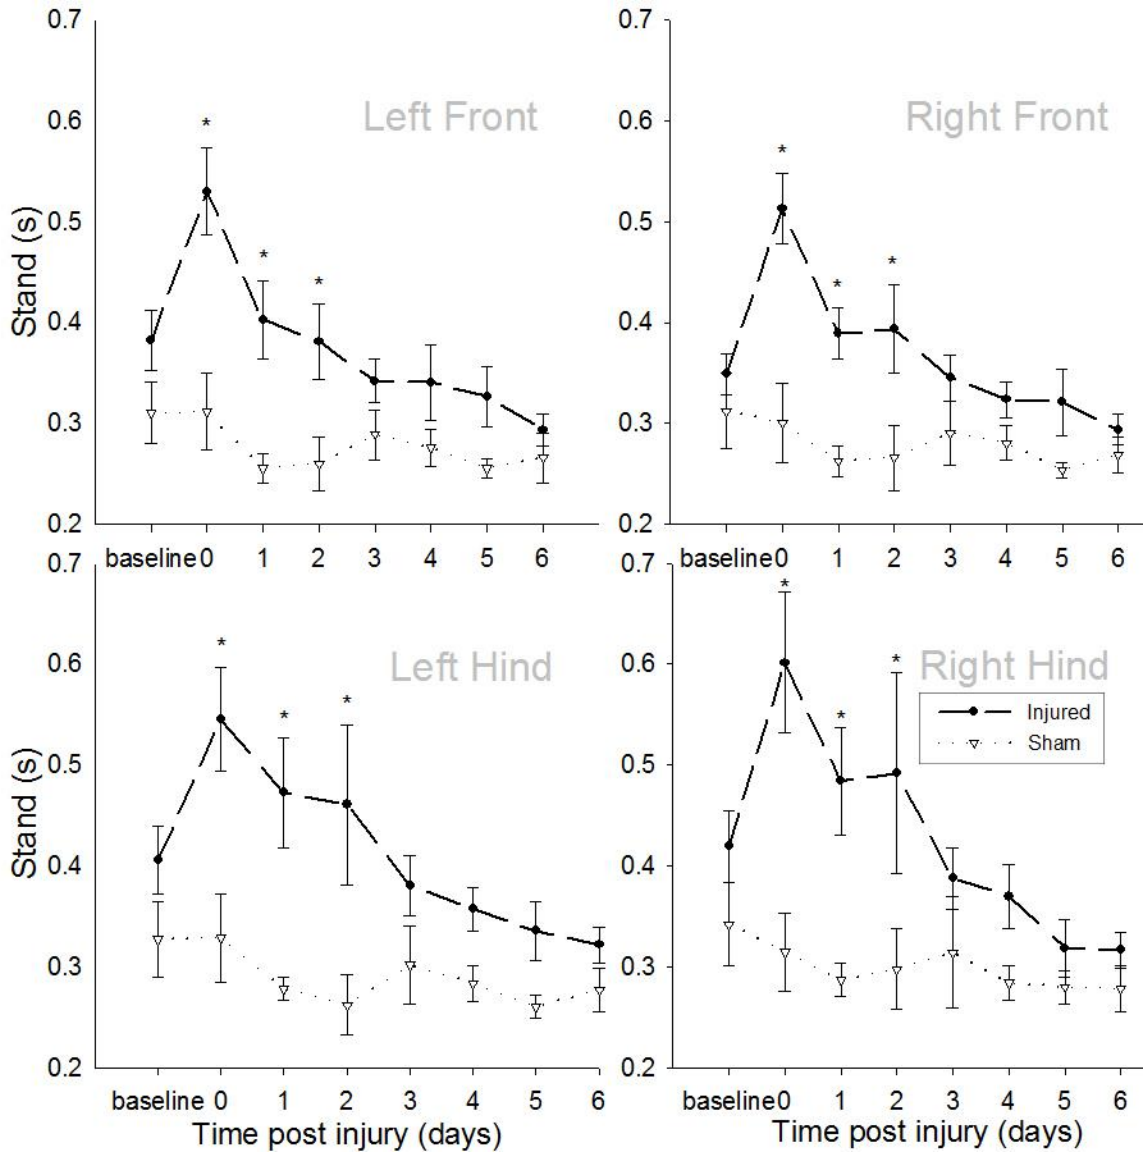 0.7
0.6
0.5
0.4
0.3
0.2
Stand (s)
Left Front
*
*
*
baseline 0 1 2 3 4 5 6
0.7
0.6
0.5
0.4
0.3
0.2
Right Front
*
*
*
baseline 0 1 2 3 4 5 6
0.7
0.6
0.5
0.4
0.3
0.2
Stand (s)
Left Hind
*
*
*
baseline 0 1 2 3 4 5 6
Time post injury (days)
0.7
0.6
0.5
0.4
0.3
0.2
Right Hind
*
*
*
Injured
Sham
baseline 0 1 2 3 4 5 6
Time post injury (days)